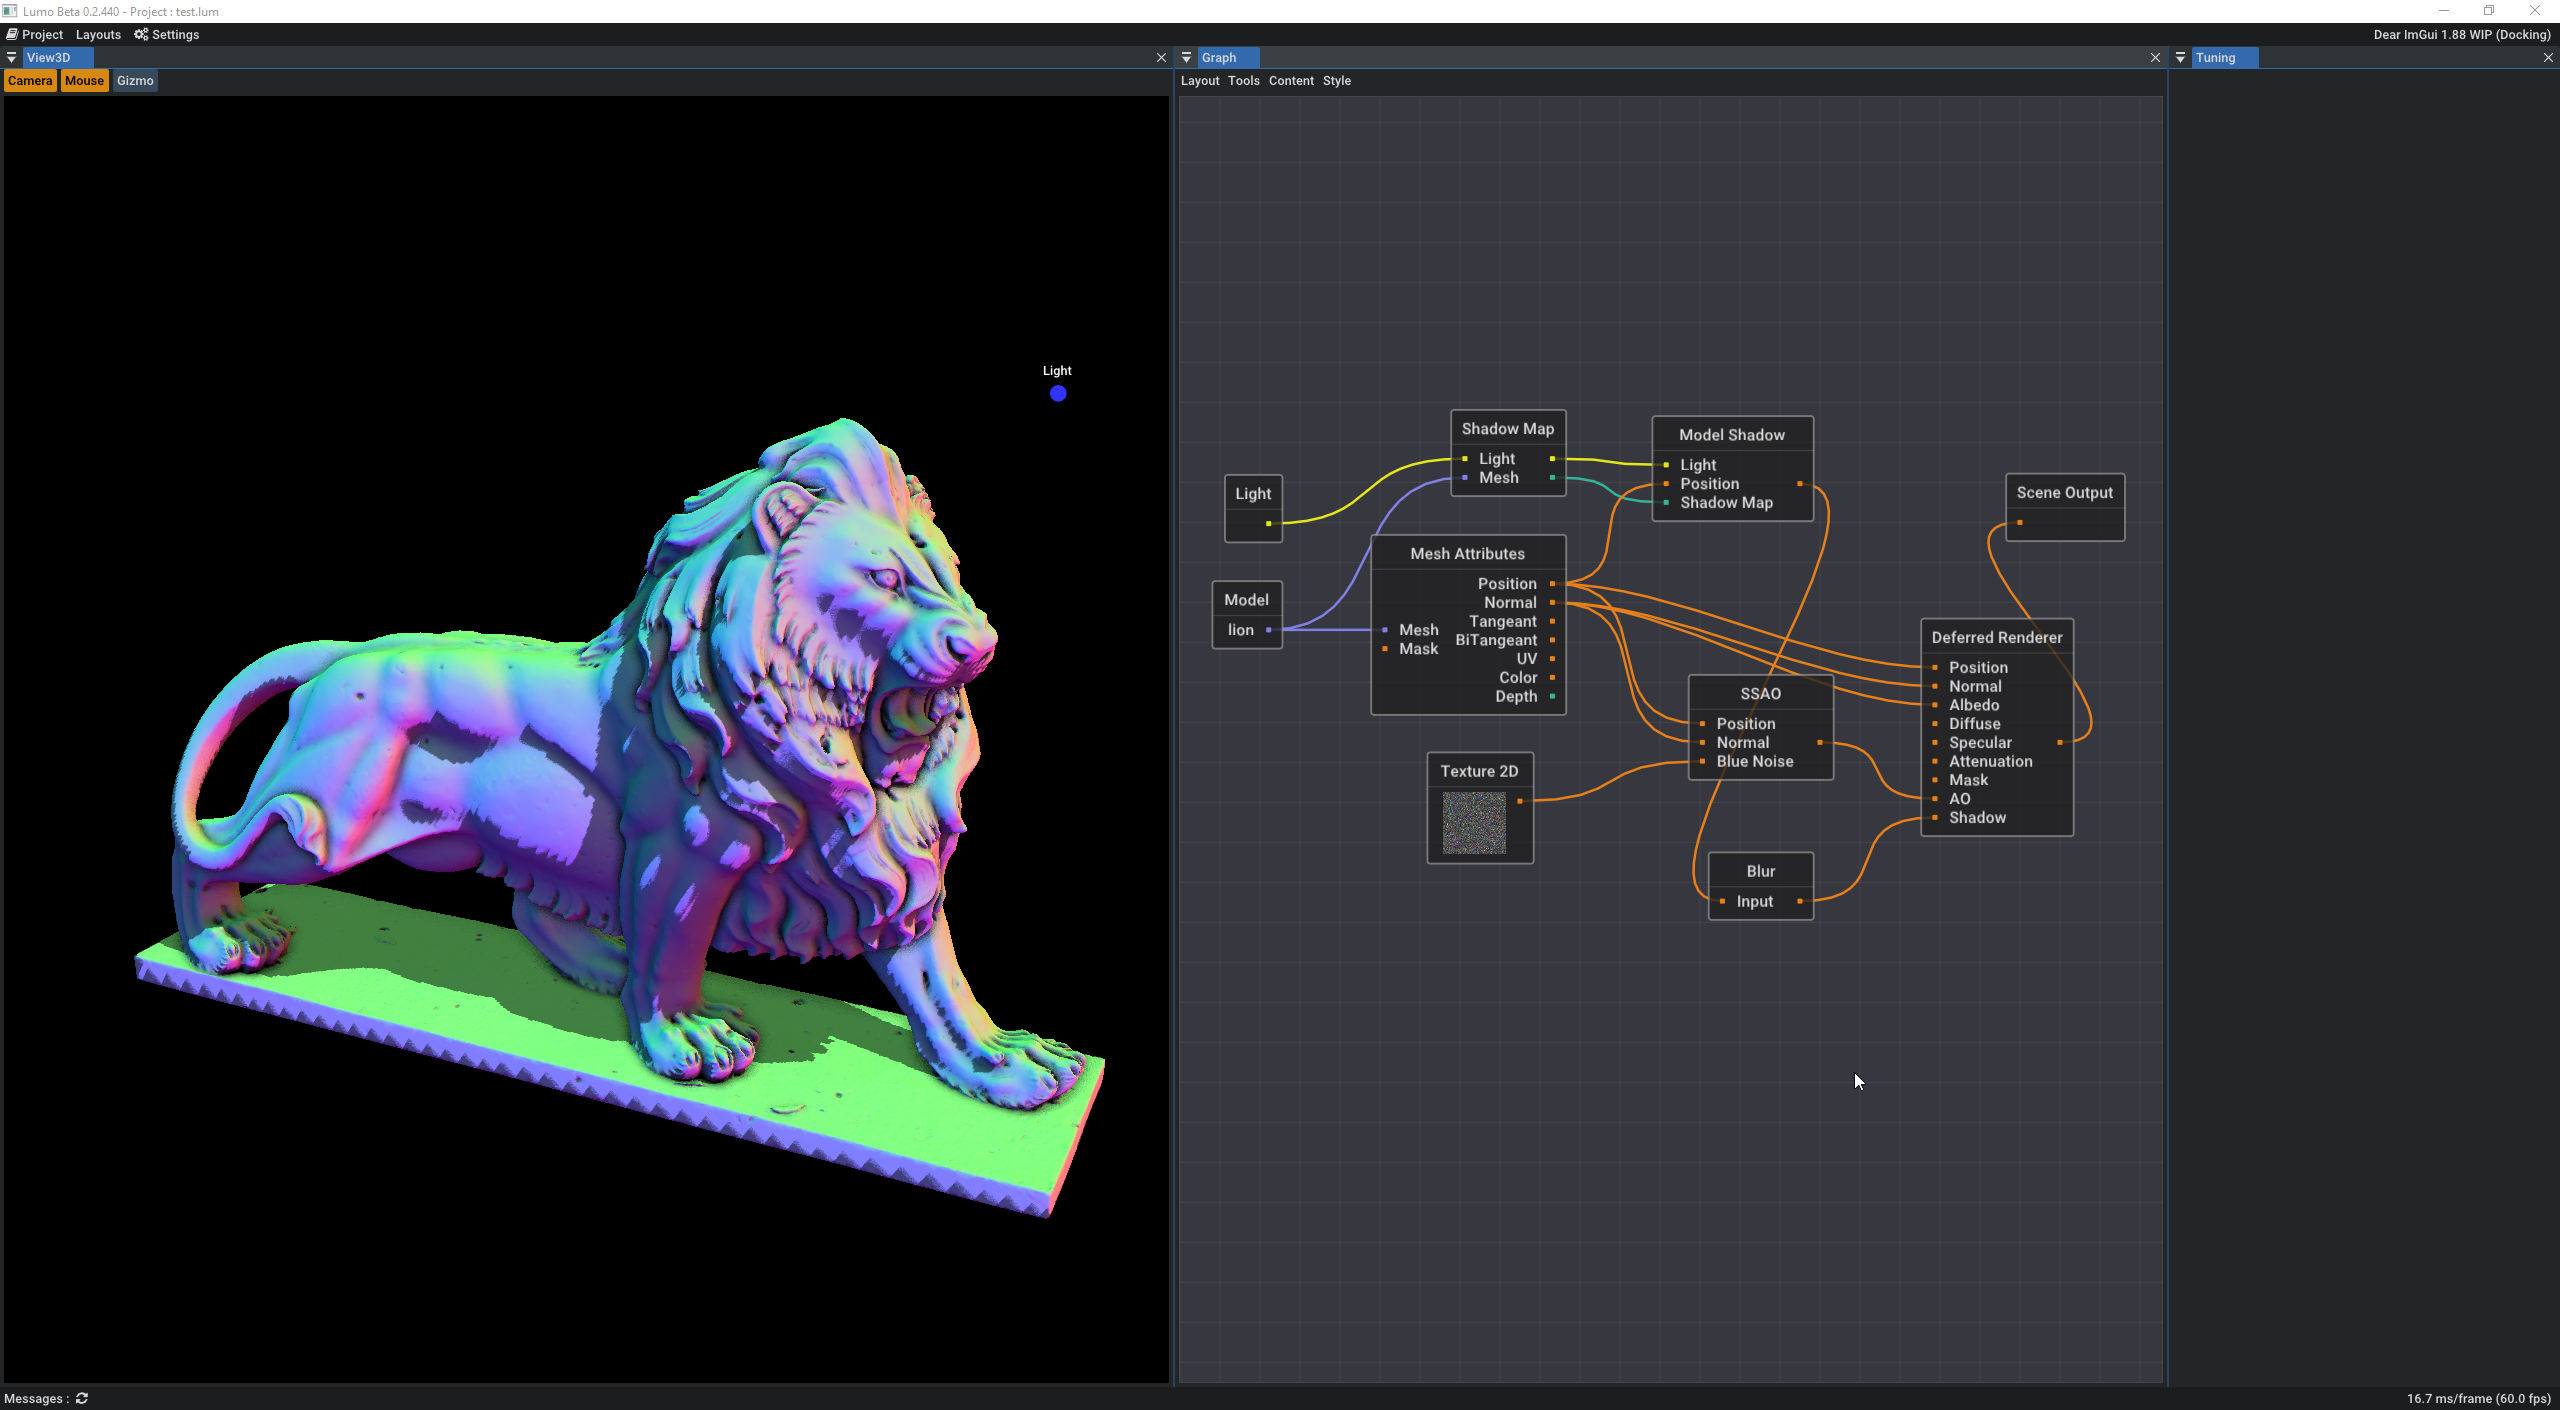 Lumo Beta 0.2.440 - Project : test.lum
Project Layouts Settings
Dear ImGui 1.88 WIP (Docking)
View3D
Graph
Tuning
Camera Mouse Gizmo
Layout Tools Content Style
Light
Shadow Map
Light
Mesh
Model Shadow
Light
Position
Shadow Map
Light
Scene Output
Mesh Attributes
Position
Normal
Tangeant
BiTangeant
UV
Color
Depth
Mesh
Mask
Model
lion
Deferred Renderer
Position
Normal
Albedo
Diffuse
Specular
Attenuation
Mask
AO
Shadow
SSAO
Position
Normal
Blue Noise
Texture 2D
Blur
Input
Messages :
16.7 ms/frame (60.0 fps)